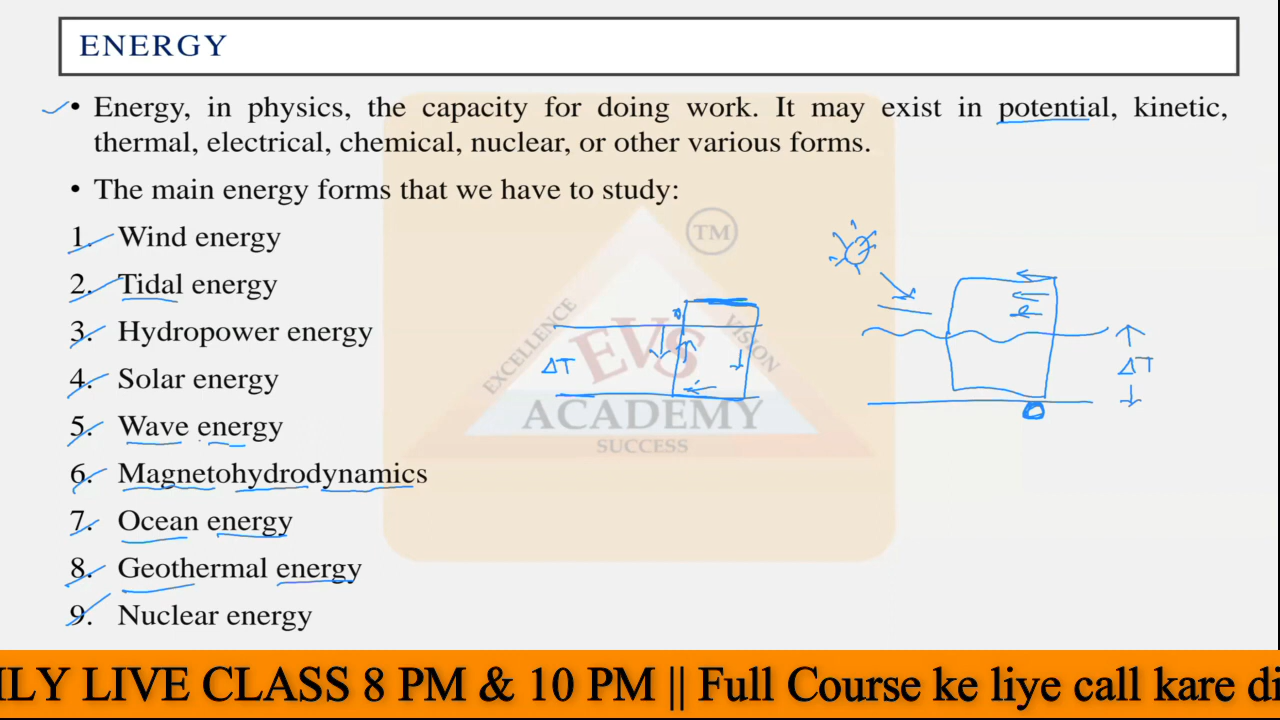 ENERGY
• Energy, in physics, the capacity for doing work. It may exist in potential, kinetic,
thermal, electrical, chemical, nuclear, or other various forms.
• The main energy forms that we have to study:
1. Wind energy
2. Tidal energy
3. Hydropower energy
4. Solar energy
5. Wave energy
6. Magnetohydrodynamics
7. Ocean energy
8. Geothermal energy
9. Nuclear energy
TM
EXCELLENCE
VISION
EVS
ACADEMY
SUCCESS
ΔT
ΔT
ILY LIVE CLASS 8 PM & 10 PM || Full Course ke liye call kare di